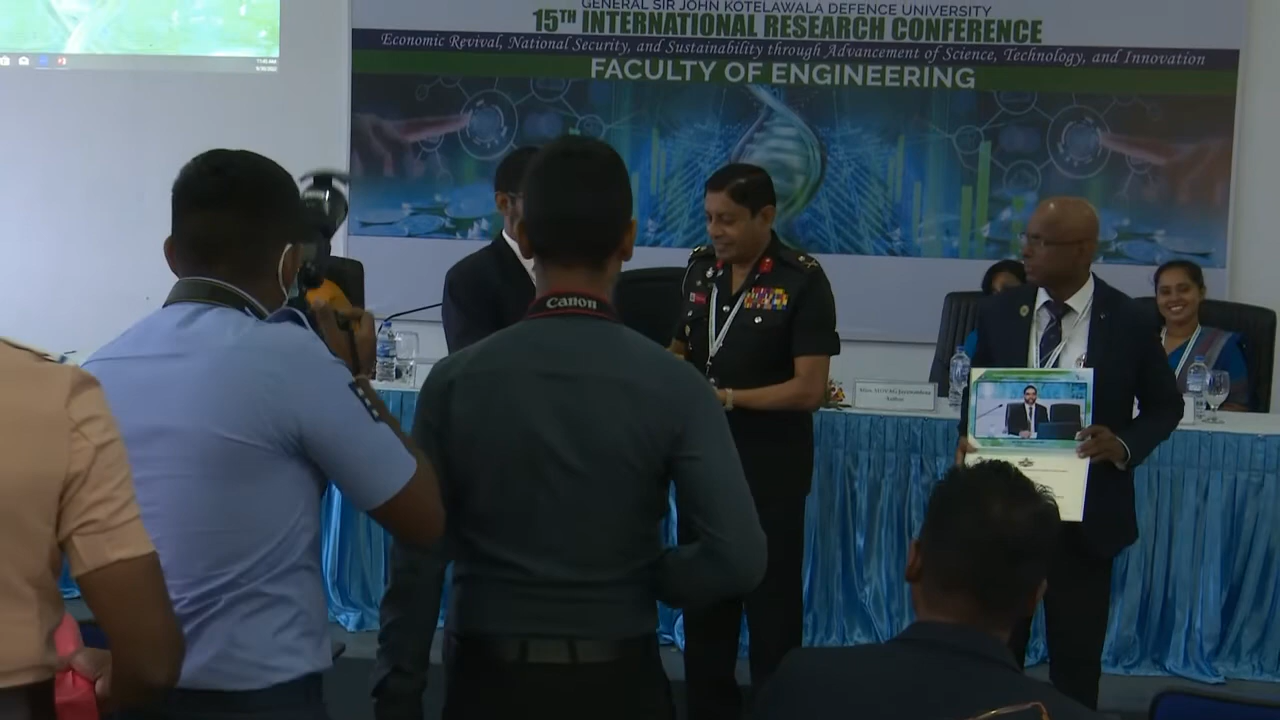 GENERAL SIR JOHN KOTELAWALA DEFENCE UNIVERSITY
15TH INTERNATIONAL RESEARCH CONFERENCE
Economic Revival, National Security, and Sustainability through Advancement of Science, Technology, and Innovation
FACULTY OF ENGINEERING
Canon